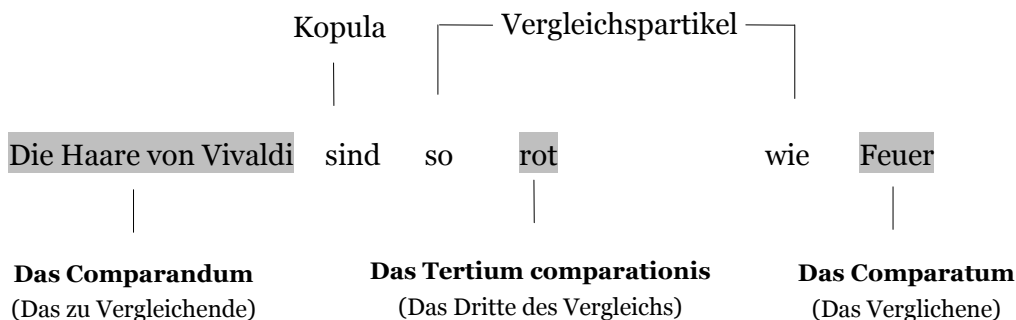 Kopula Vergleichspartikel
Die Haare von Vivaldi sind so rot wie Feuer
Das Comparandum Das Tertium comparationis Das Comparatum
(Das zu Vergleichende) (Das Dritte des Vergleichs) (Das Verglichene)